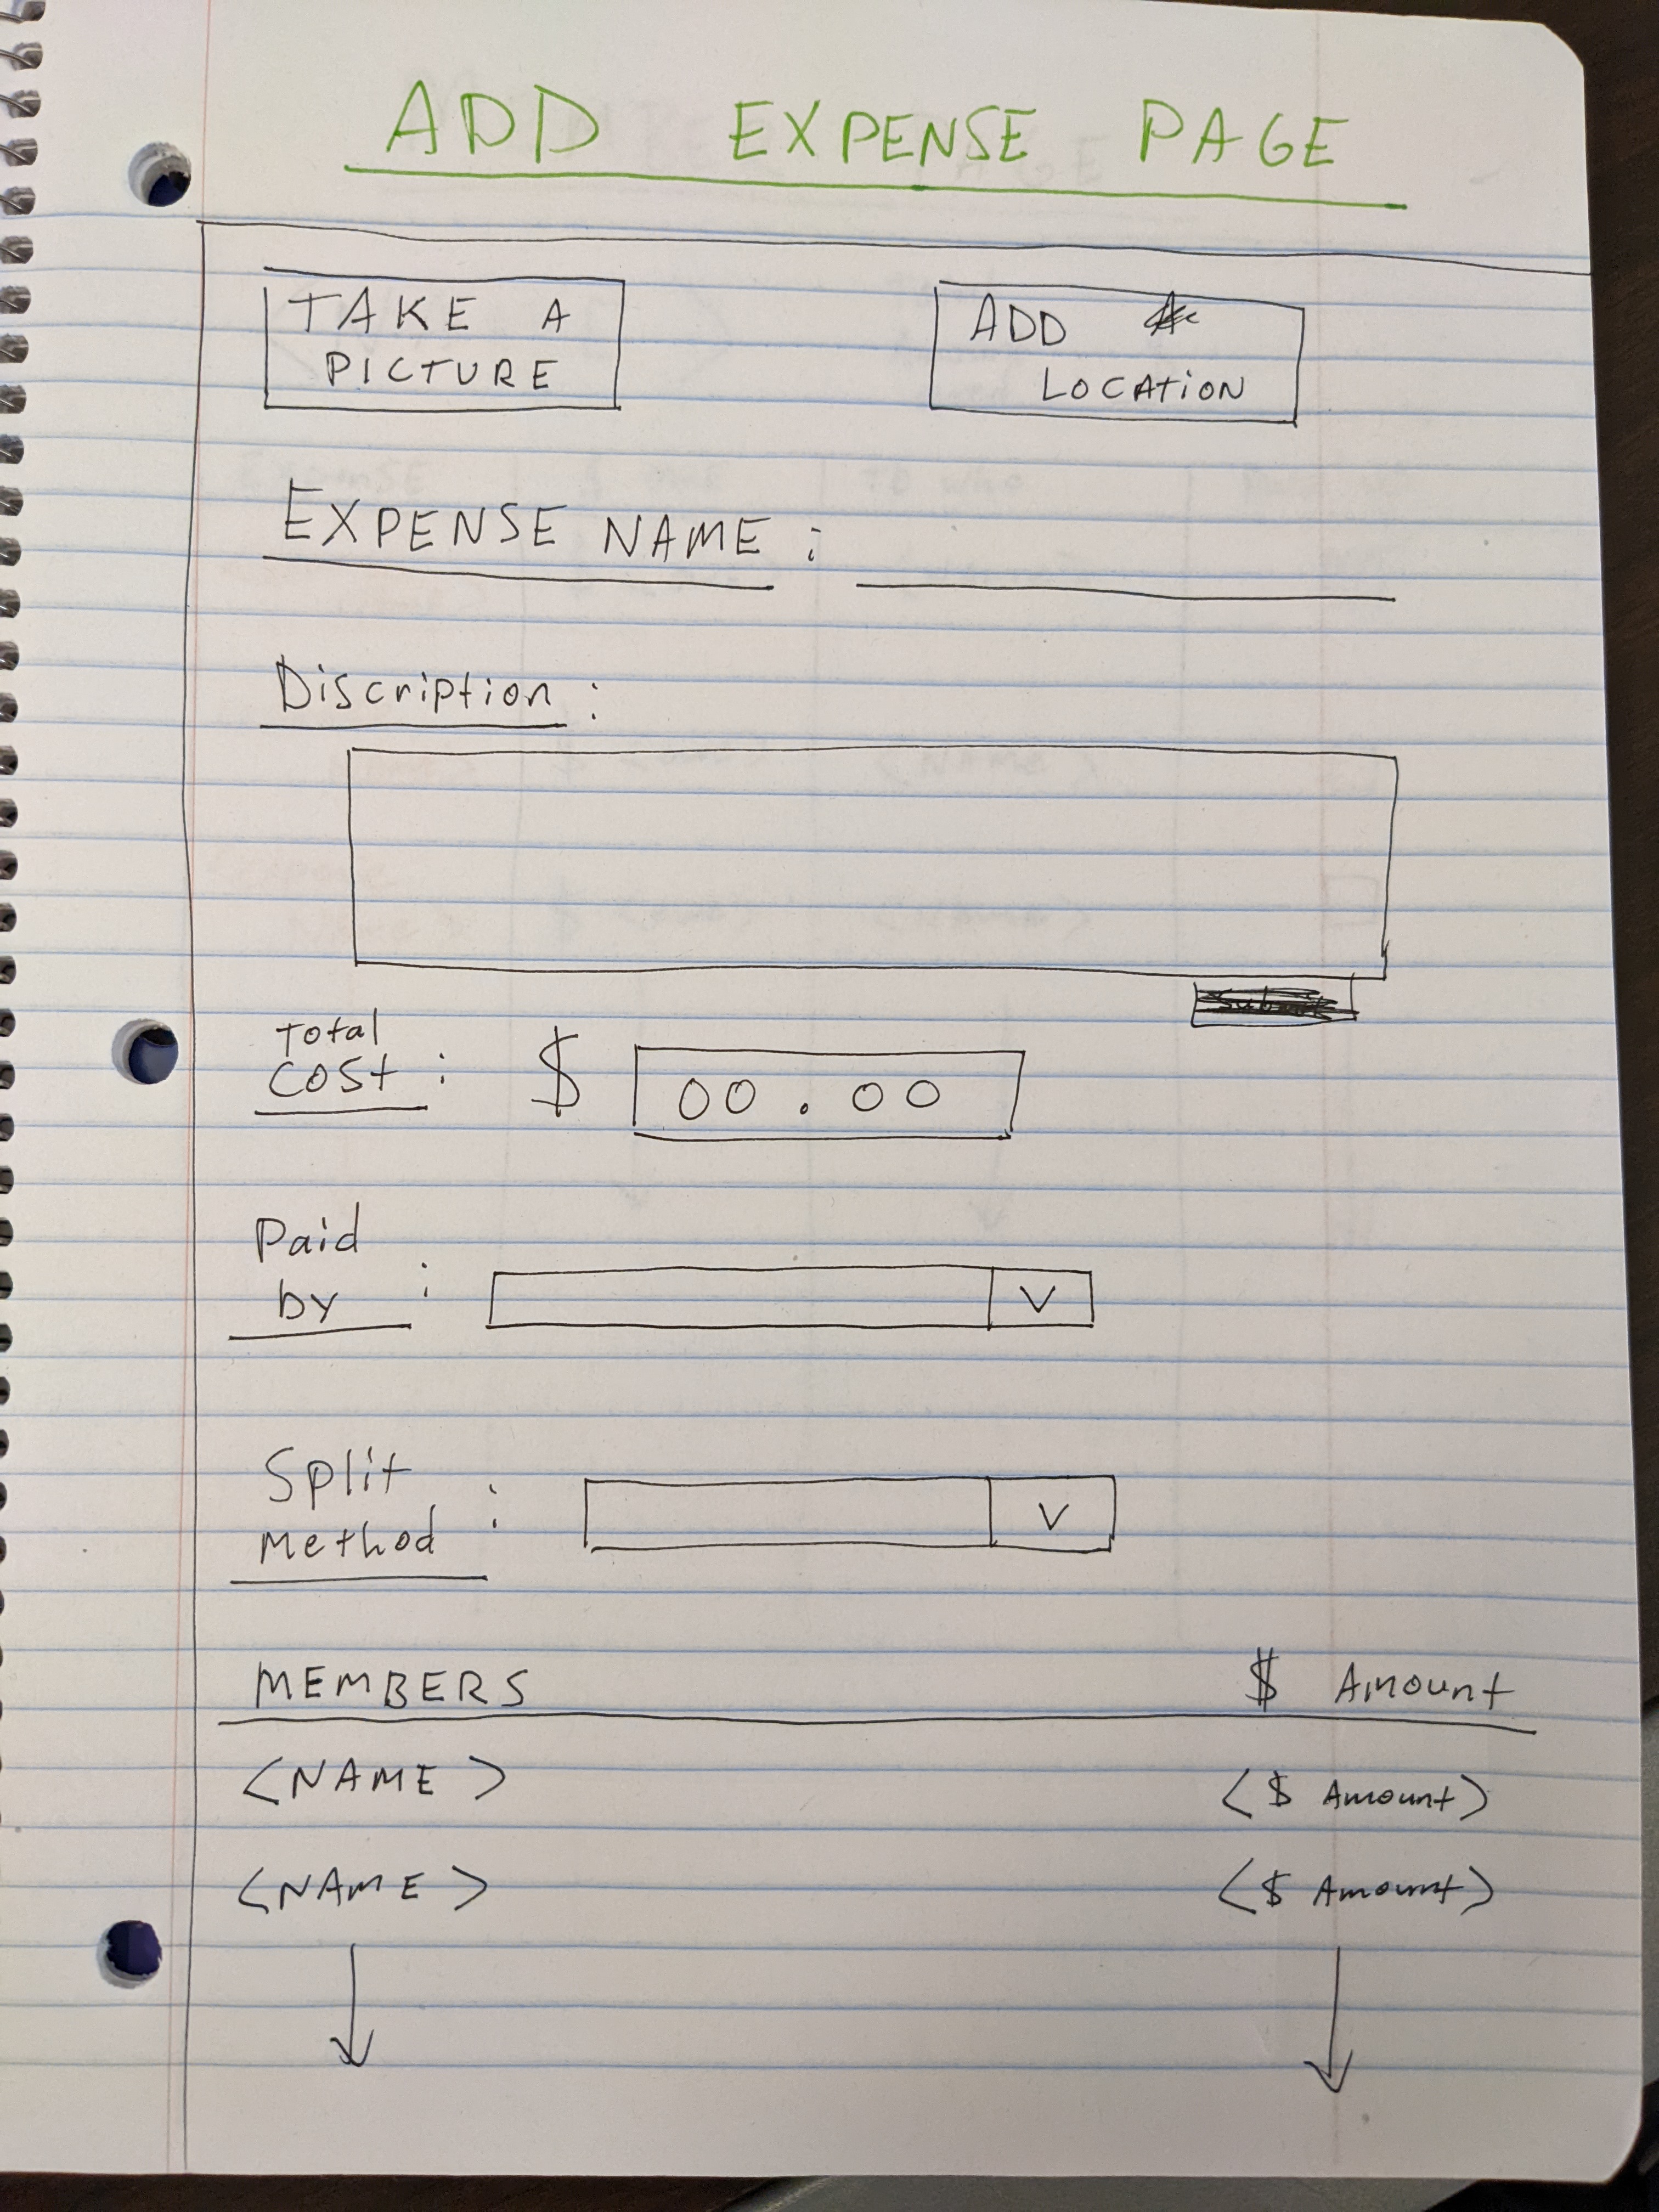 ADD EXPENSE PAGE
TAKE A
PICTURE
ADD
LOCATION
EXPENSE NAME :
Discription :
Submit
Total
Cost :
$ 00.00
Paid
by :
V
Split
Method :
V
MEMBERS $ Amount
<NAME> <$ Amount>
<NAME> <$ Amount>